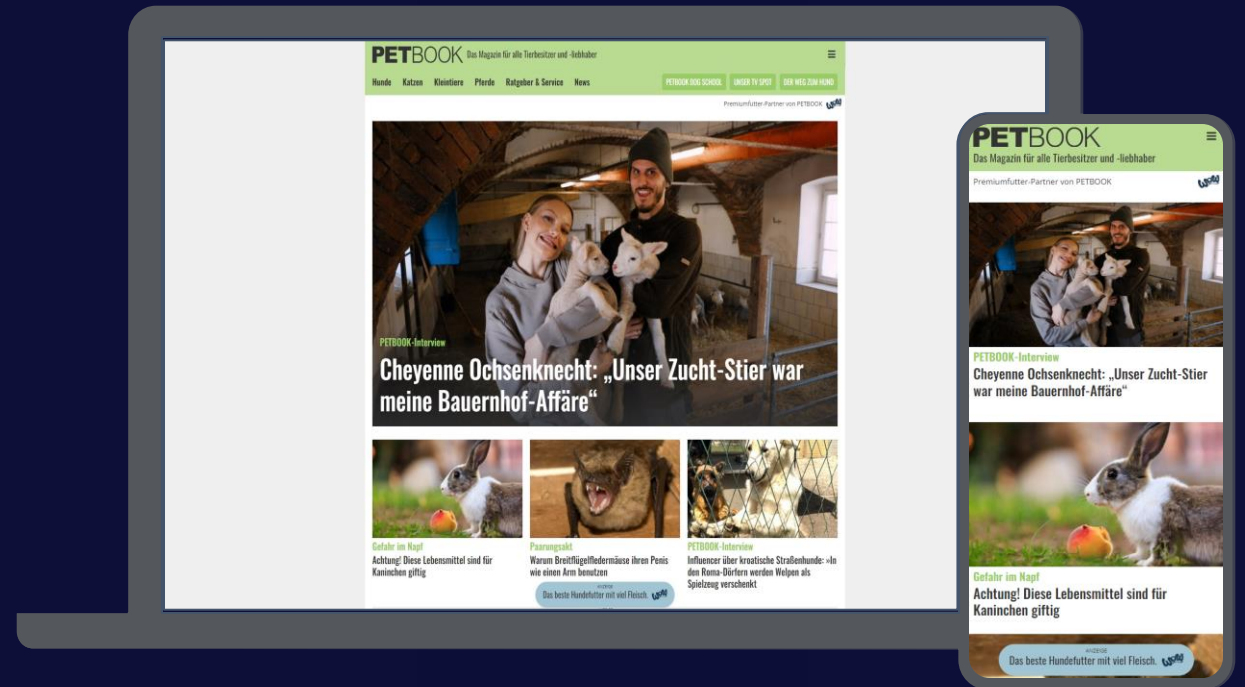 PETBOOK Das Magazin für alle Tierbesitzer und -liebhaber
Hunde Katzen Kleintiere Pferde Ratgeber & Service News
PETBOOK DOG SCHOOL UNSER TV SPOT DER WEG ZUM HUND
Premiumfutter-Partner von PETBOOK
PETBOOK-Interview
Cheyenne Ochsenknecht: „Unser Zucht-Stier war
meine Bauernhof-Affäre“
Gefahr im Napf
Achtung! Diese Lebensmittel sind für
Kaninchen giftig
Paarungsakt
Warum Breitflügelfledermäuse ihren Penis
wie einen Arm benutzen
PETBOOK-Interview
Influencer über kroatische Straßenhunde: »In
den Roma-Dörfern werden Welpen als
Spielzeug verschenkt
ANZEIGE
Das beste Hundefutter mit viel Fleisch.
PETBOOK
Das Magazin für alle Tierbesitzer und -liebhaber
Premiumfutter-Partner von PETBOOK
PETBOOK-Interview
Cheyenne Ochsenknecht: „Unser Zucht-Stier
war meine Bauernhof-Affäre“
Gefahr im Napf
Achtung! Diese Lebensmittel sind für
Kaninchen giftig
ANZEIGE
Das beste Hundefutter mit viel Fleisch.